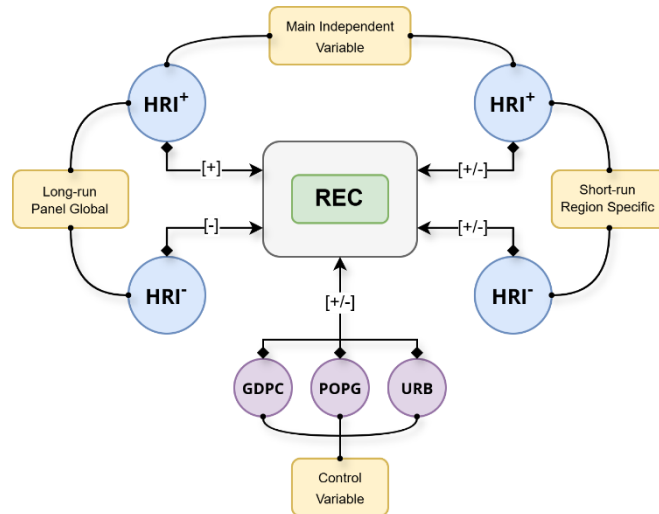 Main Independent
Variable
HRI⁺
HRI⁺
[+]
[+/-]
Long-run
Panel Global
REC
Short-run
Region Specific
[-]
[+/-]
HRI⁻
HRI⁻
[+/-]
GDPC
POPG
URB
Control
Variable